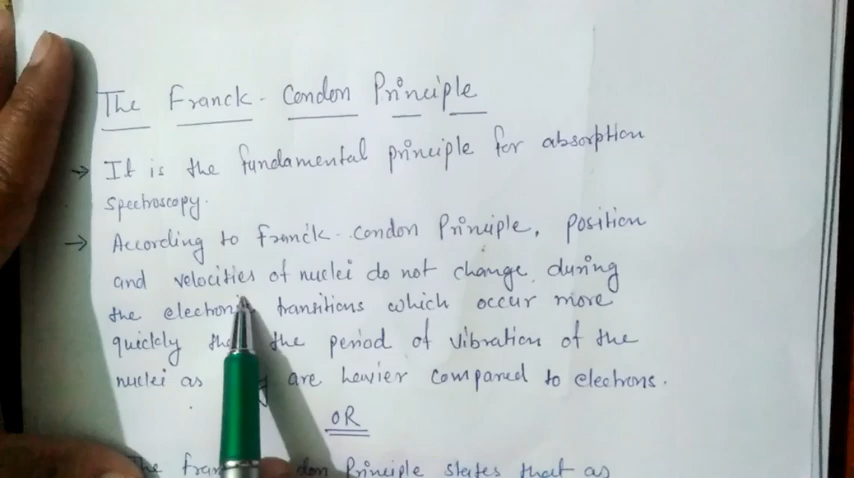 The Franck-Condon Principle
→ It is the fundamental principle for absorption
spectroscopy.
→ According to Franck-Condon Principle, position
and velocities of nuclei do not change during
the electronic transitions which occur more
quickly the period of vibration of the
nuclei as are hevier compared to electrons.
OR
The Condon Principle states that as